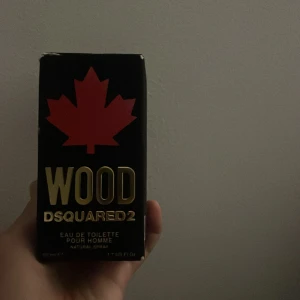 WOOD
DSQUARED2
EAU DE TOILETTE
POUR HOMME
NATURAL SPRAY